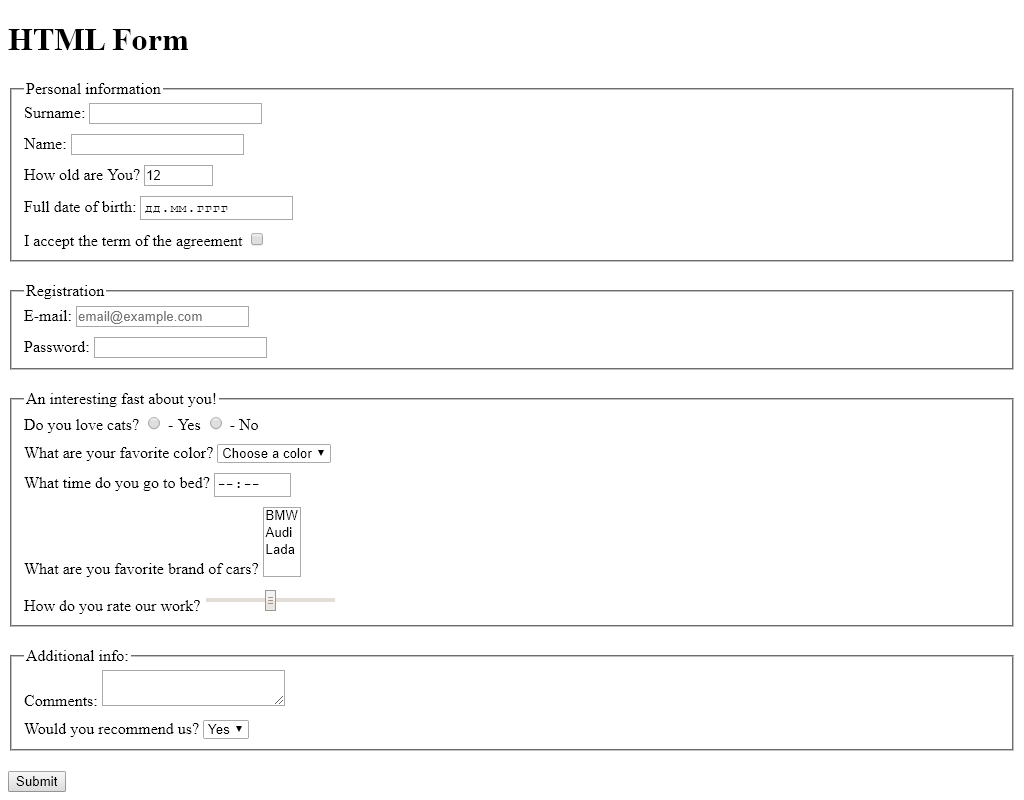 HTML Form
Personal information
Surname:
Name:
How old are You? 12
Full date of birth: дд.мм.гггг
I accept the term of the agreement
Registration
E-mail: email@example.com
Password:
An interesting fast about you!
Do you love cats? - Yes - No
What are your favorite color? Choose a color
What time do you go to bed? --:--
BMW
Audi
Lada
What are you favorite brand of cars?
How do you rate our work?
Additional info:
Comments:
Would you recommend us? Yes
Submit